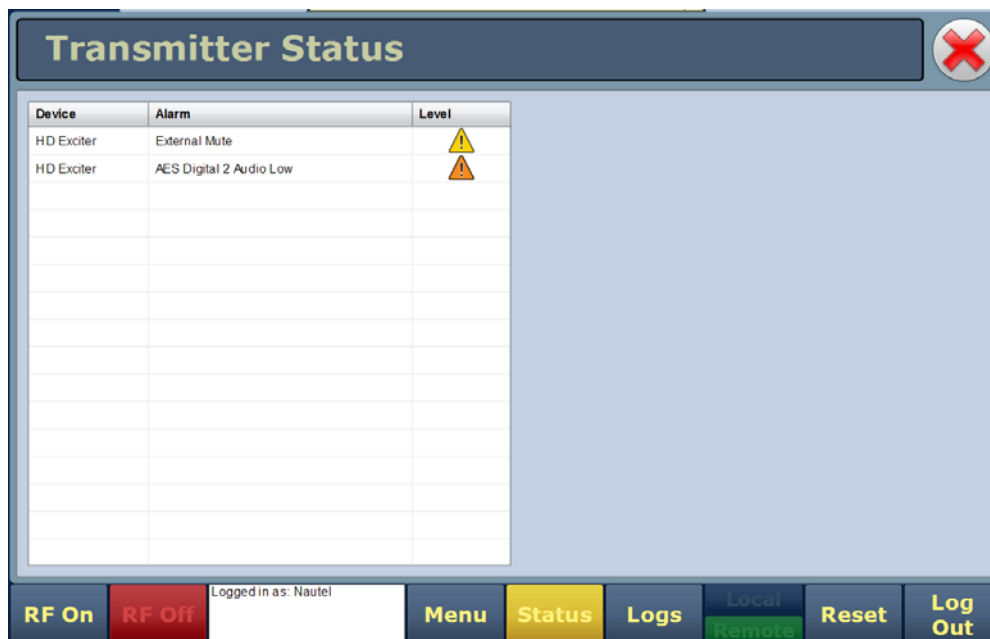 Transmitter Status
Device Alarm Level
HD Exciter External Mute
HD Exciter AES Digital 2 Audio Low
Logged in as: Nautel
RF On RF Off Menu Status Logs Local Remote Reset Log Out